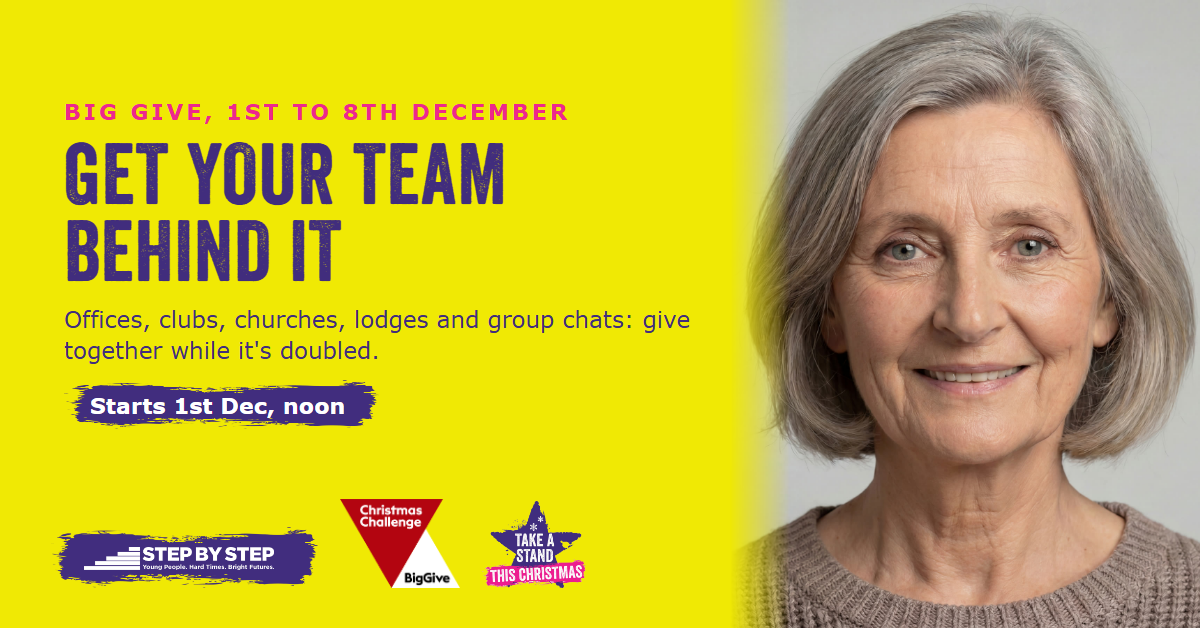 BIG GIVE, 1ST TO 8TH DECEMBER
GET YOUR TEAM
BEHIND IT
Offices, clubs, churches, lodges and group chats: give
together while it's doubled.
Starts 1st Dec, noon
STEP BY STEP
Young People. Hard Times. Bright Futures.
Christmas
Challenge
BigGive
TAKE A
STAND
THIS CHRISTMAS